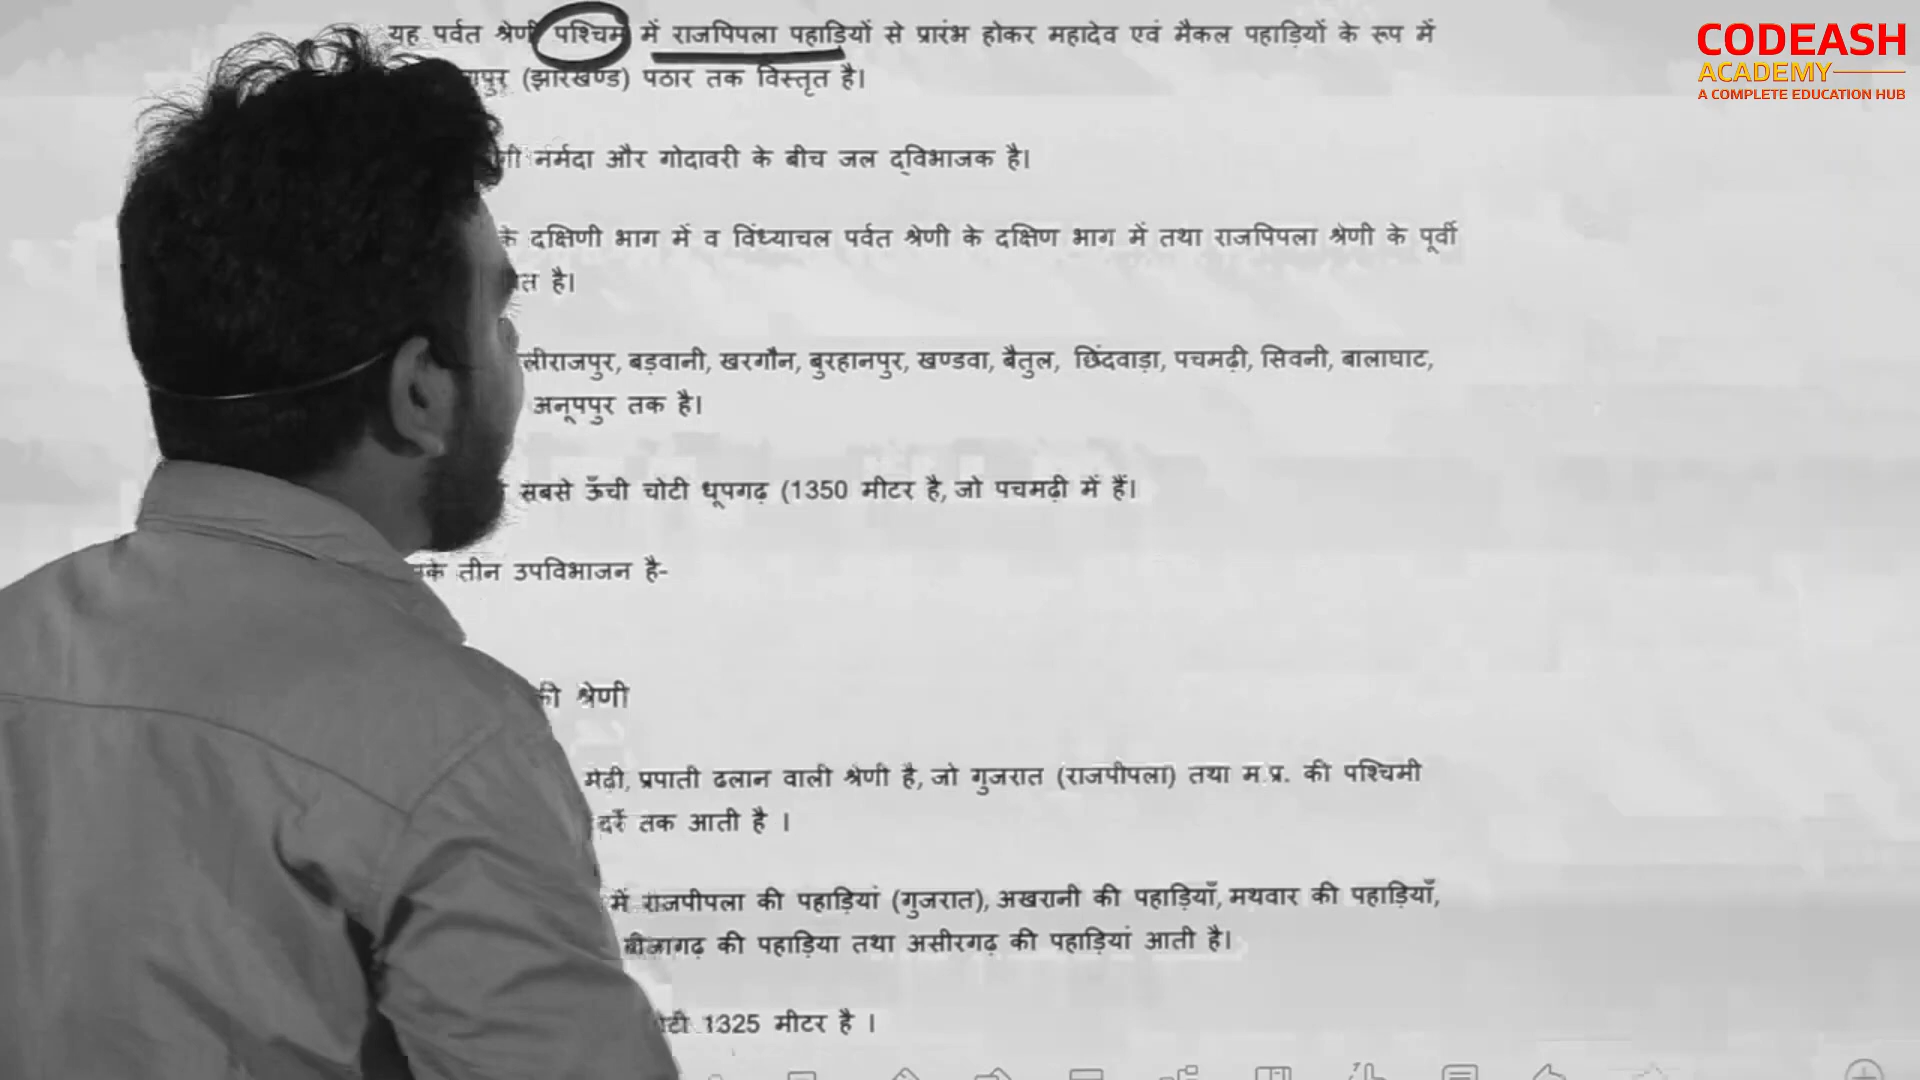 यह पर्वत श्रेणी पश्चिम में राजपिपला पहाड़ियों से प्रारंभ होकर महादेव एवं मैकल पहाड़ियों के रूप में
(झारखण्ड) पठार तक विस्तृत है।
नर्मदा और गोदावरी के बीच जल द्विभाजक है।
के दक्षिणी भाग में व विंध्याचल पर्वत श्रेणी के दक्षिण भाग में तथा राजपिपला श्रेणी के पूर्वी
है।
बड़वानी, खरगौन, बुरहानपुर, खण्डवा, बैतुल, छिंदवाड़ा, पचमढ़ी, सिवनी, बालाघाट,
अनूपपुर तक है।
सबसे ऊँची चोटी धूपगढ़ (1350 मीटर है, जो पचमढ़ी में हैं।
तीन उपविभाजन है-
की श्रेणी
प्रपाती ढलान वाली श्रेणी है, जो गुजरात (राजपीपला) तथा म.प्र. की पश्चिमी
दर्रे तक आती है ।
में राजपीपला की पहाड़ियां (गुजरात), अखरानी की पहाड़ियाँ, मथवार की पहाड़ियाँ,
बीजागढ़ की पहाड़िया तथा असीरगढ़ की पहाड़ियां आती है।
1325 मीटर है ।
CODEASH
ACADEMY
A COMPLETE EDUCATION HUB